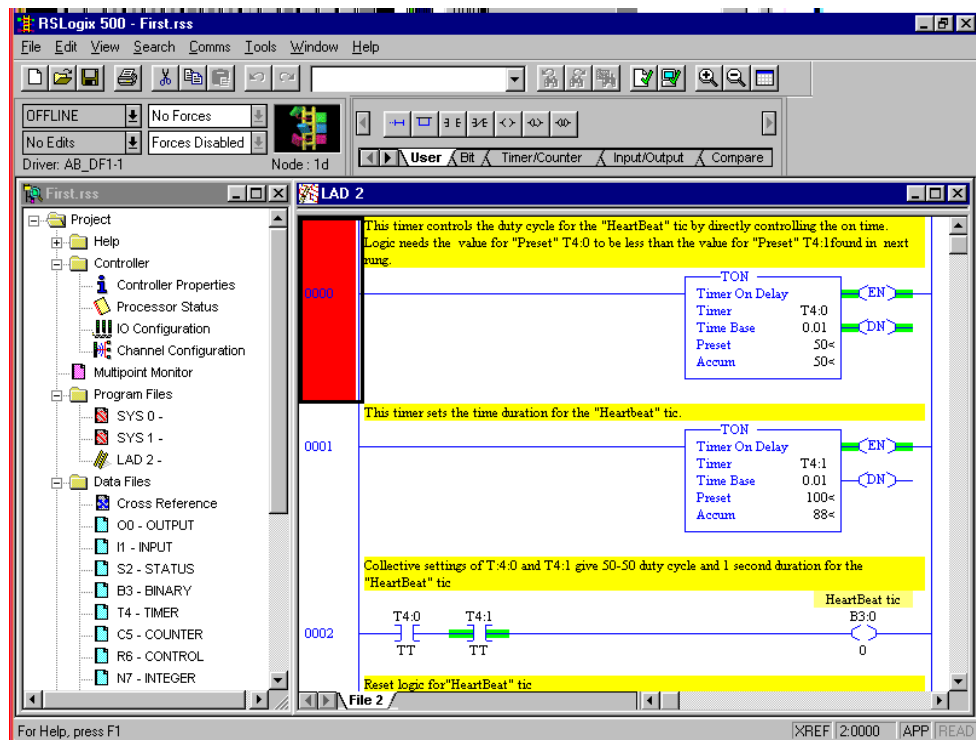 RSLogix 500 - First.rss
File Edit View Search Comms Tools Window Help
OFFLINE No Forces
No Edits Forces Disabled
Driver: AB_DF1-1 Node : 1d
User Bit Timer/Counter Input/Output Compare
First.rss
Project
Help
Controller
Controller Properties
Processor Status
IO Configuration
Channel Configuration
Multipoint Monitor
Program Files
SYS 0 -
SYS 1 -
LAD 2 -
Data Files
Cross Reference
O0 - OUTPUT
I1 - INPUT
S2 - STATUS
B3 - BINARY
T4 - TIMER
C5 - COUNTER
R6 - CONTROL
N7 - INTEGER
LAD 2
This timer controls the duty cycle for the "HeartBeat" tic by directly controlling the on time.
Logic needs the value for "Preset" T4:0 to be less than the value for "Preset" T4:1found in next
rung.
0000
TON
Timer On Delay
Timer T4:0
Time Base 0.01
Preset 50<
Accum 50<
EN
DN
This timer sets the time duration for the "Heartbeat" tic.
0001
TON
Timer On Delay
Timer T4:1
Time Base 0.01
Preset 100<
Accum 88<
EN
DN
Collective settings of T:4:0 and T4:1 give 50-50 duty cycle and 1 second duration for the
"HeartBeat" tic
HeartBeat tic
T4:0 T4:1 B3:0
0002
TT TT 0
Reset logic for"HeartBeat" tic
File 2
For Help, press F1
XREF 2:0000 APP READ